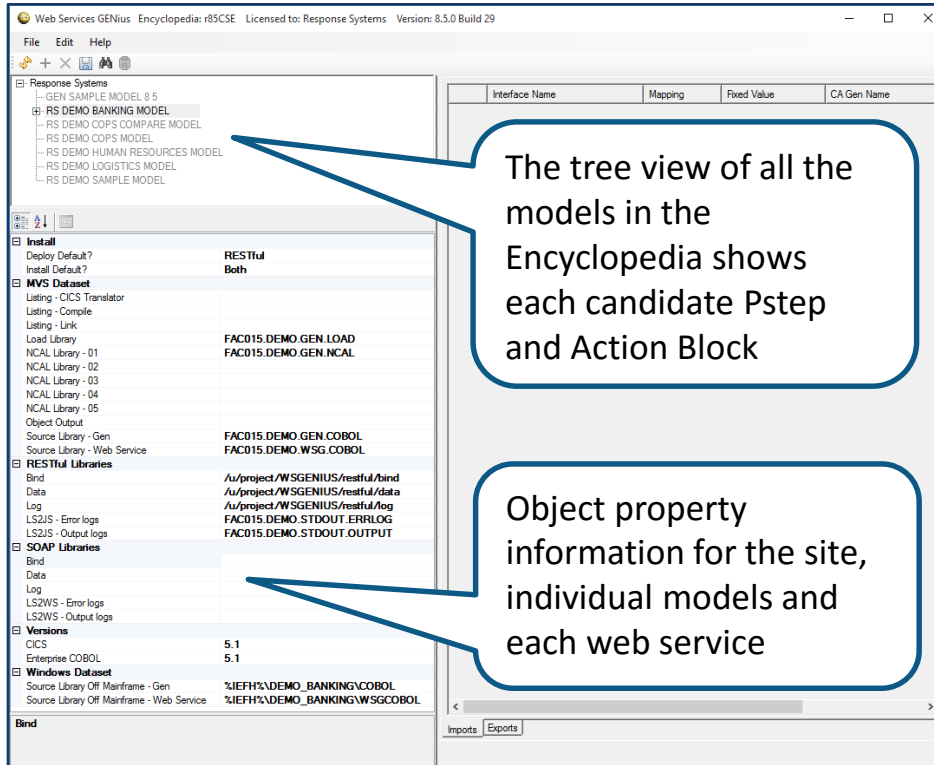 Web Services GENius Encyclopedia: r85CSE Licensed to: Response Systems Version: 8.5.0 Build 29
File Edit Help
Response Systems
GEN SAMPLE MODEL 8 5
RS DEMO BANKING MODEL
RS DEMO COPS COMPARE MODEL
RS DEMO COPS MODEL
RS DEMO HUMAN RESOURCES MODEL
RS DEMO LOGISTICS MODEL
RS DEMO SAMPLE MODEL
Interface Name Mapping Fixed Value CA Gen Name
The tree view of all the
models in the
Encyclopedia shows
each candidate Pstep
and Action Block
Install
Deploy Default? RESTful
Install Default? Both
MVS Dataset
Listing - CICS Translator
Listing - Compile
Listing - Link
Load Library FAC015.DEMO.GEN.LOAD
NCAL Library - 01 FAC015.DEMO.GEN.NCAL
NCAL Library - 02
NCAL Library - 03
NCAL Library - 04
NCAL Library - 05
Object Output
Source Library - Gen FAC015.DEMO.GEN.COBOL
Source Library - Web Service FAC015.DEMO.WSG.COBOL
RESTful Libraries
Bind /u/project/WSGENIUS/restful/bind
Data /u/project/WSGENIUS/restful/data
Log /u/project/WSGENIUS/restful/log
LS2JS - Error logs FAC015.DEMO.STDOUT.ERRLOG
LS2JS - Output logs FAC015.DEMO.STDOUT.OUTPUT
SOAP Libraries
Bind
Data
Log
LS2WS - Error logs
LS2WS - Output logs
Versions
CICS 5.1
Enterprise COBOL 5.1
Windows Dataset
Source Library Off Mainframe - Gen %IEFH%\DEMO_BANKING\COBOL
Source Library Off Mainframe - Web Service %IEFH%\DEMO_BANKING\WSGCOBOL
Bind
Object property
information for the site,
individual models and
each web service
Imports Exports